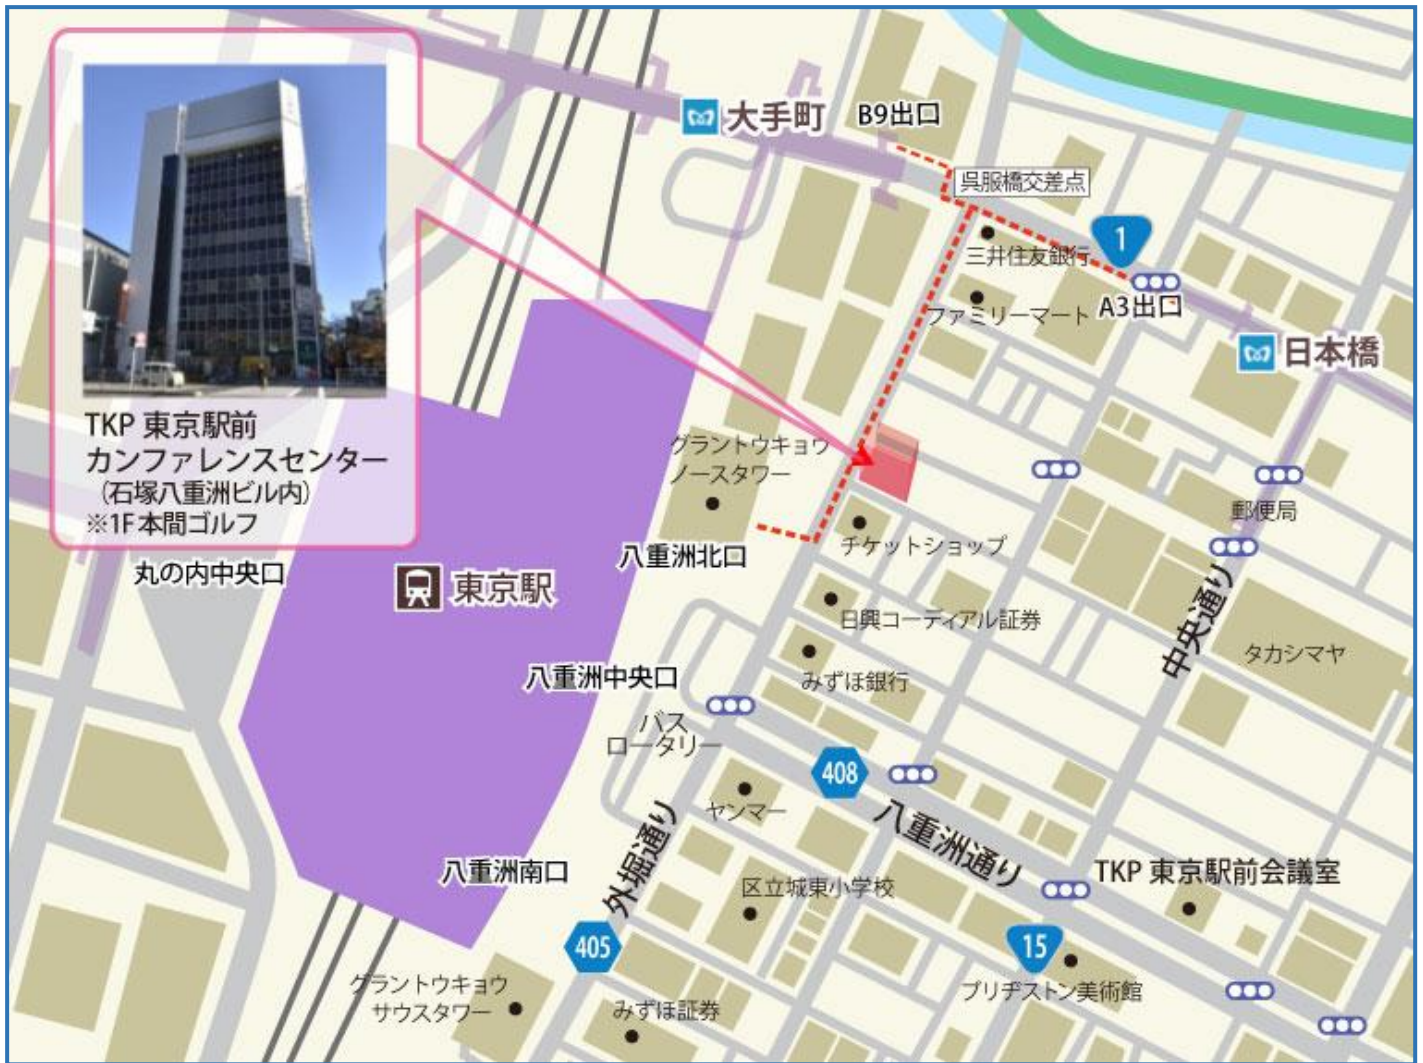 大手町
B9出口
呉服橋交差点
1
三井住友銀行
ファミリーマート
A3出口
日本橋
TKP 東京駅前
カンファレンスセンター
(石塚八重洲ビル内)
※1F本間ゴルフ
グラントウキョウ
ノースタワー
郵便局
チケットショップ
八重洲北口
丸の内中央口
東京駅
日興コーディアル証券
中央通り
タカシマヤ
八重洲中央口
みずほ銀行
バス
ロータリー
408
ヤンマー
八重洲通り
外堀通り
八重洲南口
TKP 東京駅前会議室
区立城東小学校
405
15
ブリヂストン美術館
グラントウキョウ
サウスタワー
みずほ証券